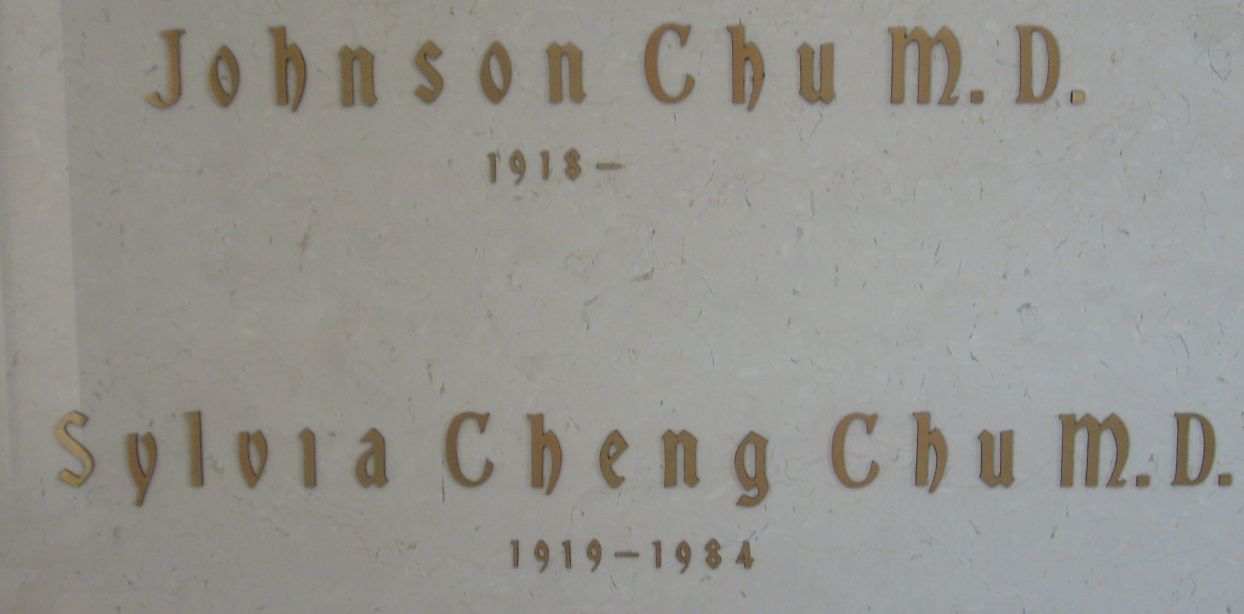 Johnson Chu M.D.
1918–
Sylvia Cheng Chu M.D.
1919–1984